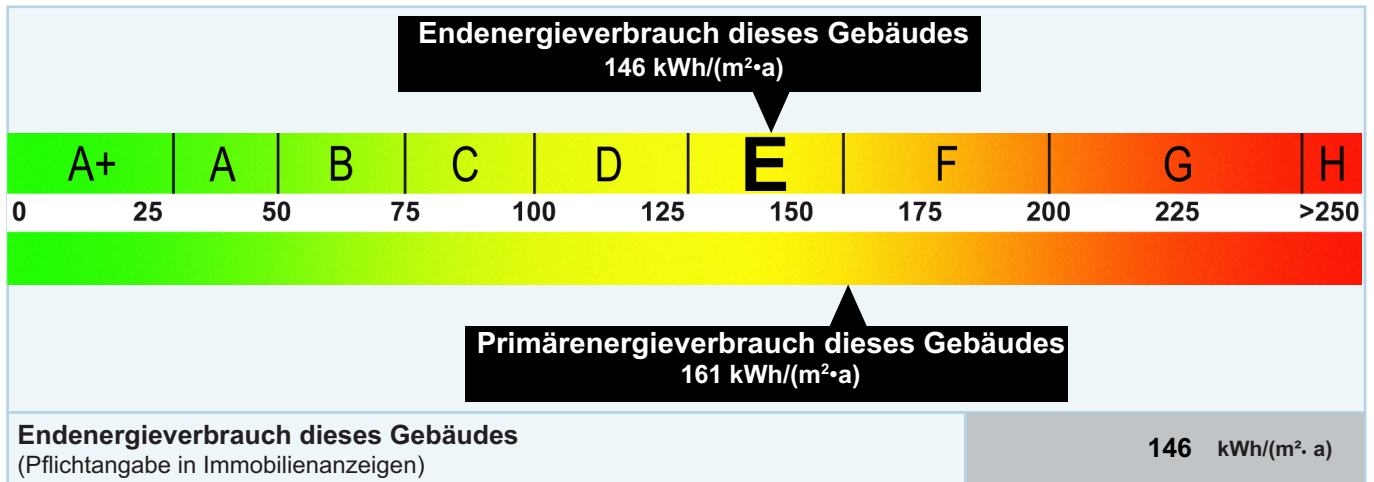 Endenergieverbrauch dieses Gebäudes
146 kWh/(m²•a)
A+ A B C D E F G H
0 25 50 75 100 125 150 175 200 225 >250
Primärenergieverbrauch dieses Gebäudes
161 kWh/(m²•a)
Endenergieverbrauch dieses Gebäudes
(Pflichtangabe in Immobilienanzeigen)
146 kWh/(m²· a)